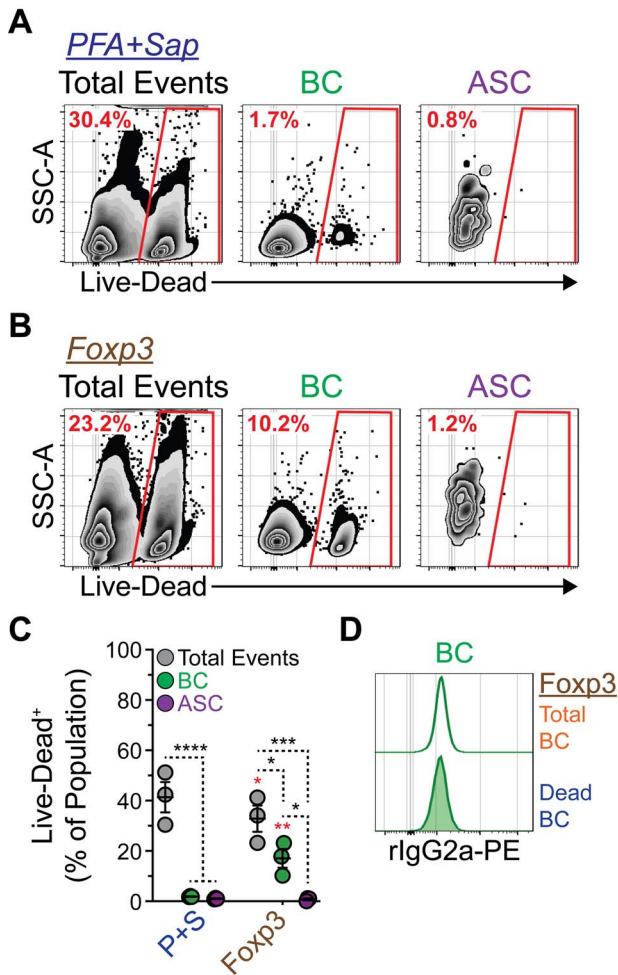 A
PFA+Sap
Total Events
BC
ASC
30.4%
1.7%
0.8%
SSC-A
Live-Dead
B
Foxp3
Total Events
BC
ASC
23.2%
10.2%
1.2%
SSC-A
Live-Dead
C
Live-Dead+
(% of Population)
100
80
60
40
20
0
Total Events
BC
ASC
****
***
*
*
*
**
P+S
Foxp3
D
BC
Foxp3
Total
BC
Dead
BC
rIgG2a-PE